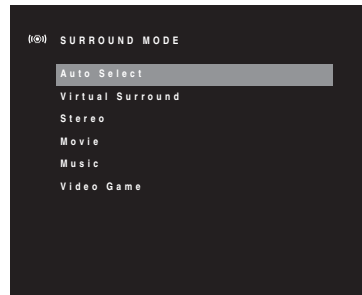 SURROUND MODE
Auto Select
Virtual Surround
Stereo
Movie
Music
Video Game